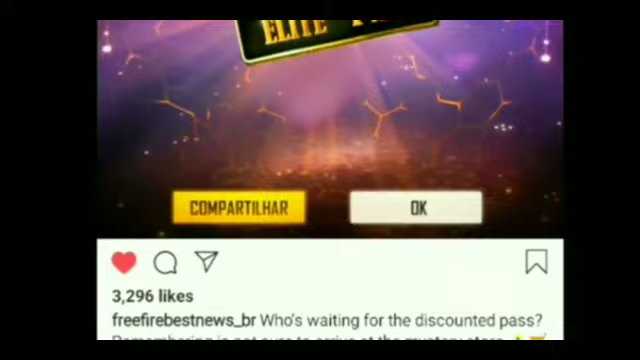 ELITE
COMPARTILHAR
OK
3,296 likes
freefirebestnews_br Who's waiting for the discounted pass?